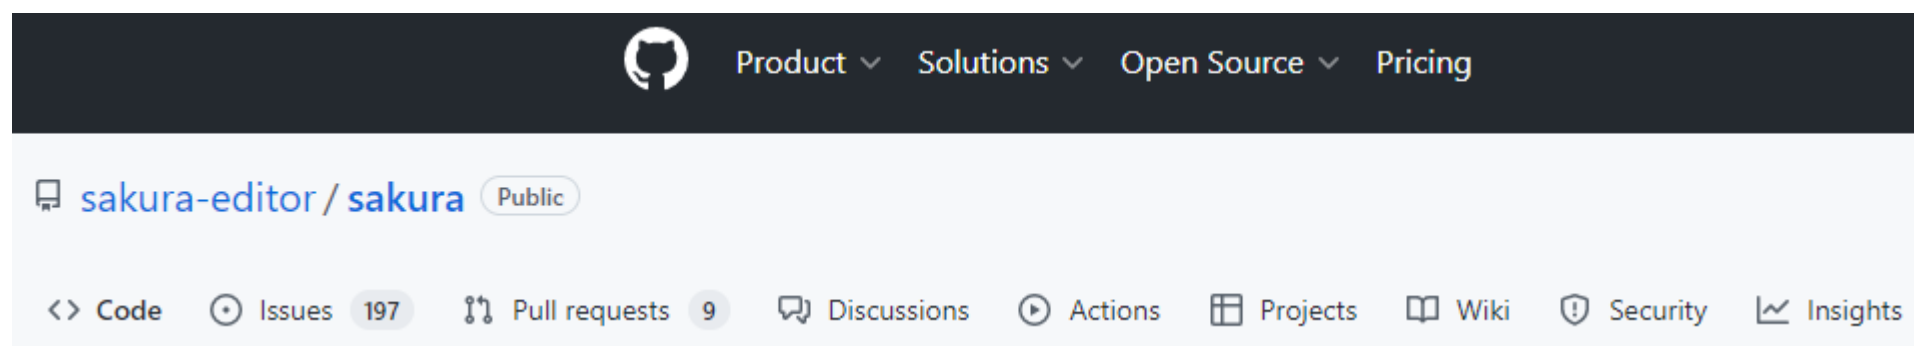 Product Solutions Open Source Pricing
sakura-editor / sakura Public
<> Code Issues 197 Pull requests 9 Discussions Actions Projects Wiki Security Insights